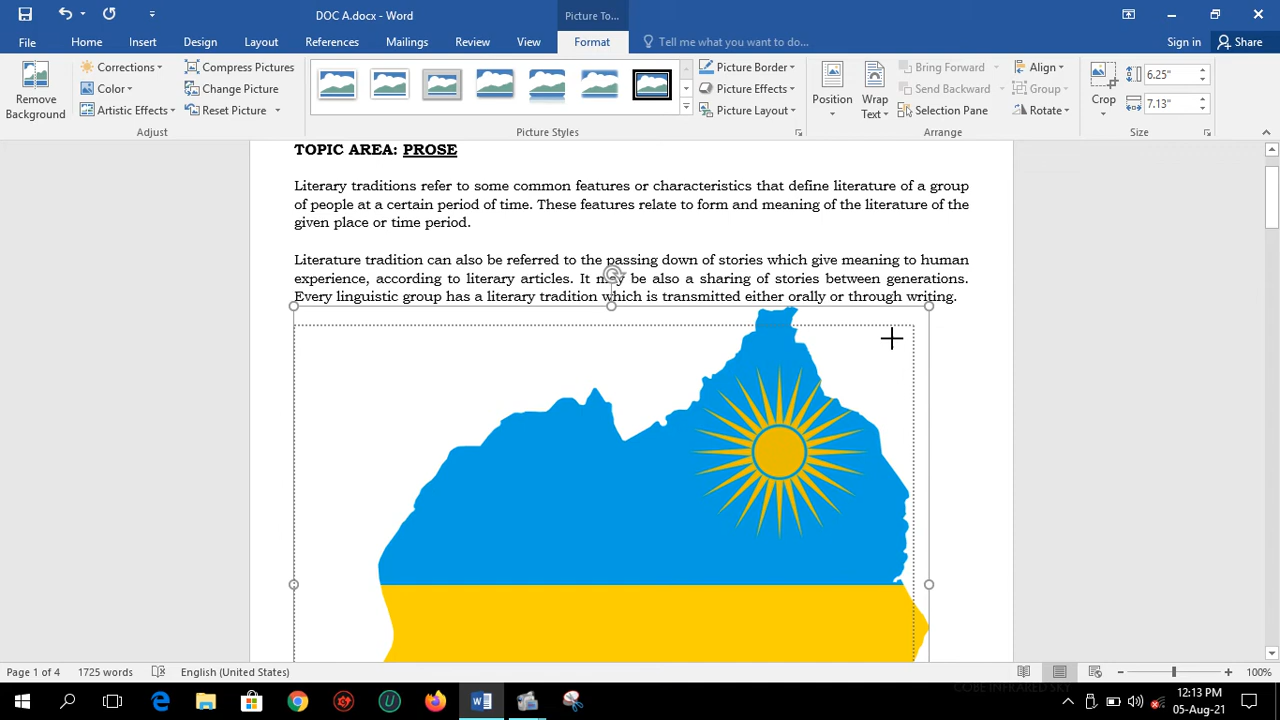 DOC A.docx - Word
Picture To...
File
Home
Insert
Design
Layout
References
Mailings
Review
View
Format
Tell me what you want to do...
Sign in
Share
Remove
Background
Corrections
Color
Artistic Effects
Compress Pictures
Change Picture
Reset Picture
Adjust
Picture Styles
Picture Border
Picture Effects
Picture Layout
Position
Wrap
Text
Bring Forward
Send Backward
Selection Pane
Align
Group
Rotate
Arrange
Crop
6.25"
7.13"
Size
TOPIC AREA: PROSE
Literary traditions refer to some common features or characteristics that define literature of a group
of people at a certain period of time. These features relate to form and meaning of the literature of the
given place or time period.
Literature tradition can also be referred to the passing down of stories which give meaning to human
experience, according to literary articles. It may be also a sharing of stories between generations.
Every linguistic group has a literary tradition which is transmitted either orally or through writing.
Page 1 of 4
1725 words
English (United States)
100%
COBE INFRARED SKY
12:13 PM
05-Aug-21